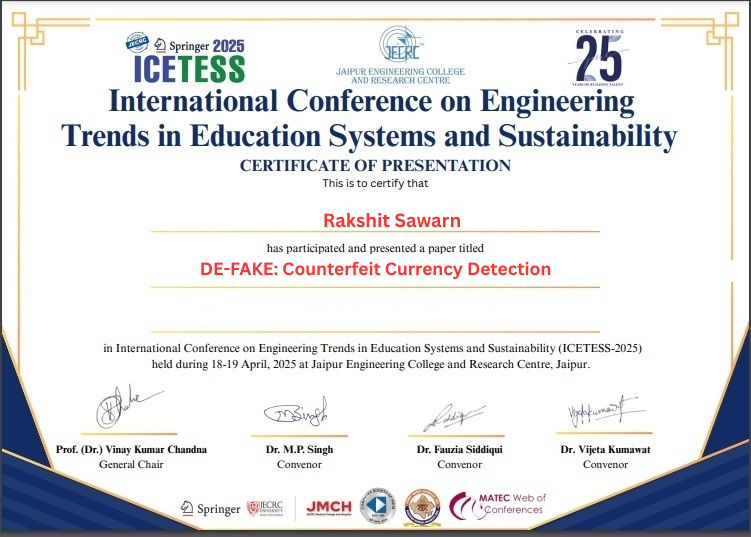 JECRC
Springer 2025
ICETESS
JECRC
JAIPUR ENGINEERING COLLEGE
AND RESEARCH CENTRE
CELEBRATING
25
YEARS OF BUILDING TALENT
International Conference on Engineering
Trends in Education Systems and Sustainability
CERTIFICATE OF PRESENTATION
This is to certify that
Rakshit Sawarn
has participated and presented a paper titled
DE-FAKE: Counterfeit Currency Detection
in International Conference on Engineering Trends in Education Systems and Sustainability (ICETESS-2025)
held during 18-19 April, 2025 at Jaipur Engineering College and Research Centre, Jaipur.
Prof. (Dr.) Vinay Kumar Chandna
General Chair
Dr. M.P. Singh
Convenor
Dr. Fauzia Siddiqui
Convenor
Dr. Vijeta Kumawat
Convenor
Springer
JECRC
UNIVERSITY
JMCH
JECRC Medical College and Hospital
MATEC Web of
Conferences